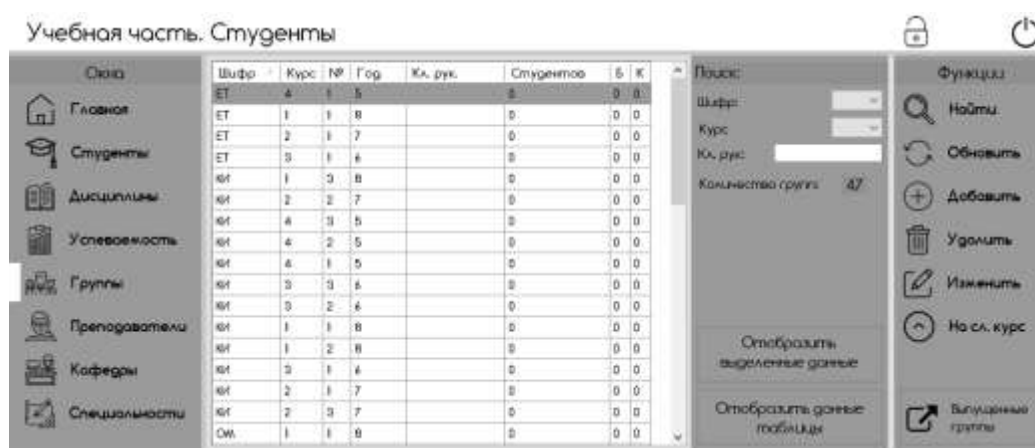 Учебная часть. Студенты
Окна
Главная
Студенты
Дисциплины
Успеваемость
Группы
Преподаватели
Кафедры
Специальности
Шифр Курс № Год Кл. рук. Студентов Б К
ЕТ 4 1 5 0 0 0
ЕТ 1 1 8 0 0 0
ЕТ 2 1 7 0 0 0
ЕТ 3 1 6 0 0 0
КИ 1 3 8 0 0 0
КИ 2 2 7 0 0 0
КИ 4 3 5 0 0 0
КИ 4 2 5 0 0 0
КИ 4 1 5 0 0 0
КИ 3 3 6 0 0 0
КИ 3 2 6 0 0 0
КИ 1 1 8 0 0 0
КИ 1 2 8 0 0 0
КИ 3 1 6 0 0 0
КИ 2 1 7 0 0 0
КИ 2 3 7 0 0 0
1 1 8 0 0 0
Поиск:
Шифр:
Курс
Кл. рук:
Количество групп: 47
Отобразить
выделенные данные
Отобразить данные
таблицы
Функции
Найти
Обновить
Добавить
Удалить
Изменить
На сл. курс
Выпущенные
группы